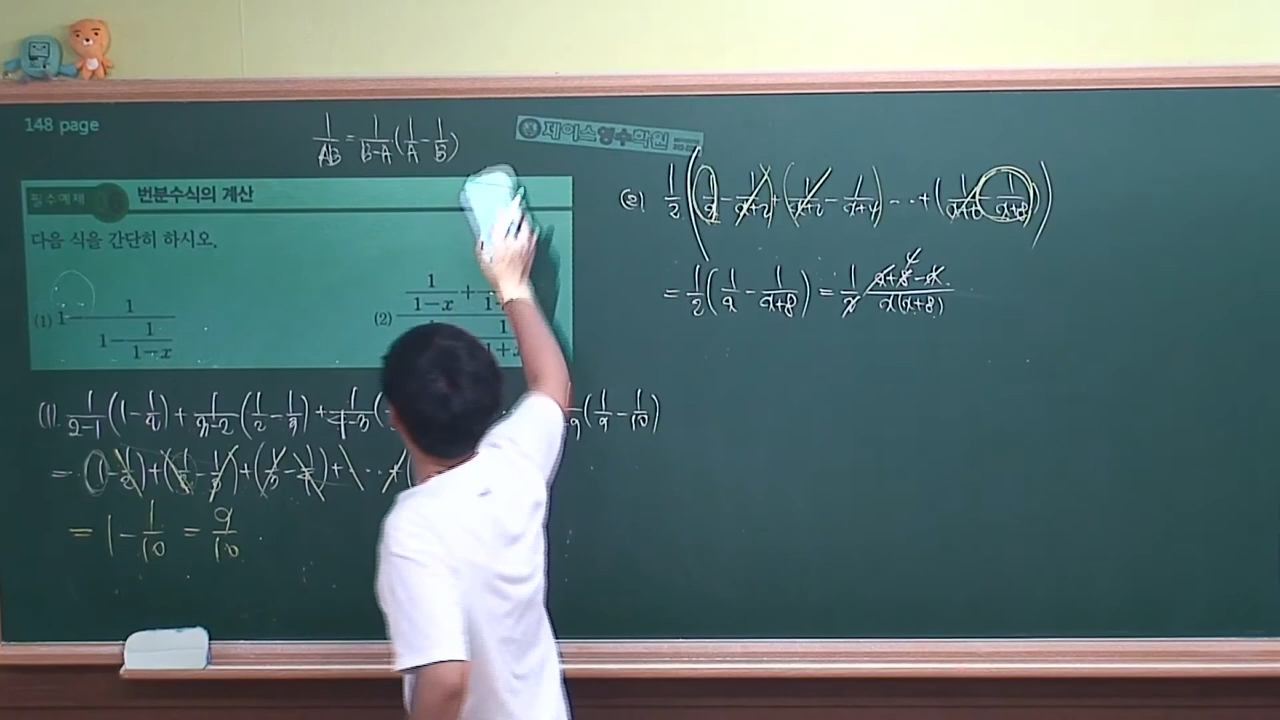 148 page
1/AB = 1/B-A (1/A - 1/B)
제이스영수학원
필수예제 번분수식의 계산
다음 식을 간단히 하시오.
(1) 1 - 1/(1 - 1/(1-x))
(2) 1/(1-x) +
1/(1+x
(1). 1/2-1 (1 - 1/2) + 1/3-2 (1/2 - 1/3) + 1/4-3 ( (1/9 - 1/10)
= (1 - 1/2) + (1/2 - 1/3) + (1/3 - 1/4) + ··· +
= 1 - 1/10 = 9/10
(2) 1/2 ( 1/x - 1/x+2 + (1/x+2 - 1/x+4) ··· + (1/x+6 - 1/x+8) )
= 1/2 (1/x - 1/x+8) = 1/2 x+8-x/x(x+8) 4